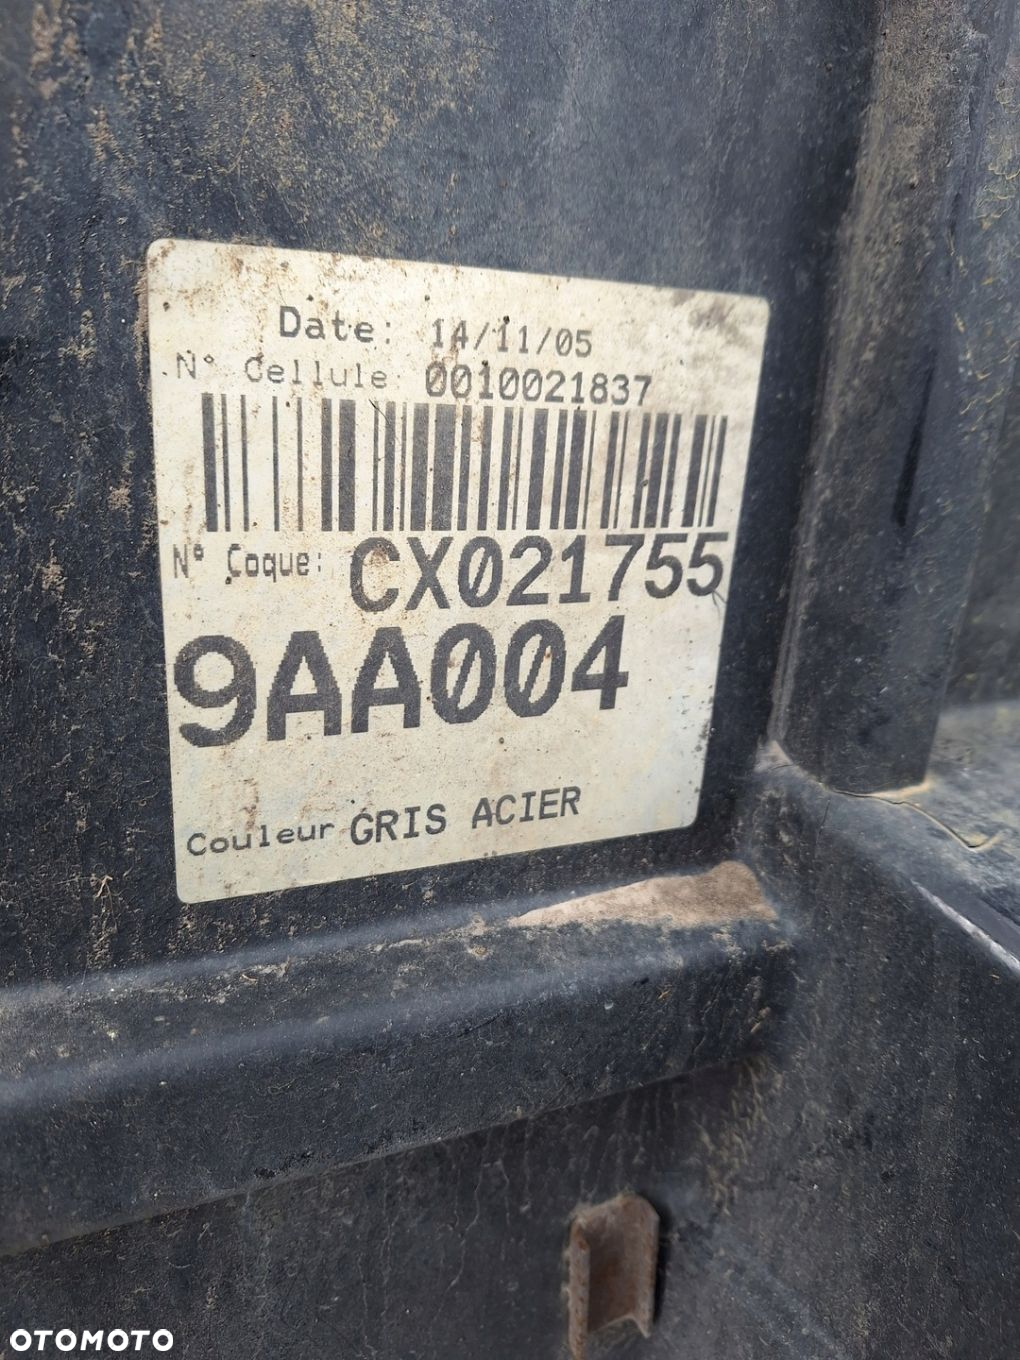 Date: 14/11/05
N° Cellule 0010021837
N° Coque: CX021755
9AA004
Couleur GRIS ACIER
OTOMOTO